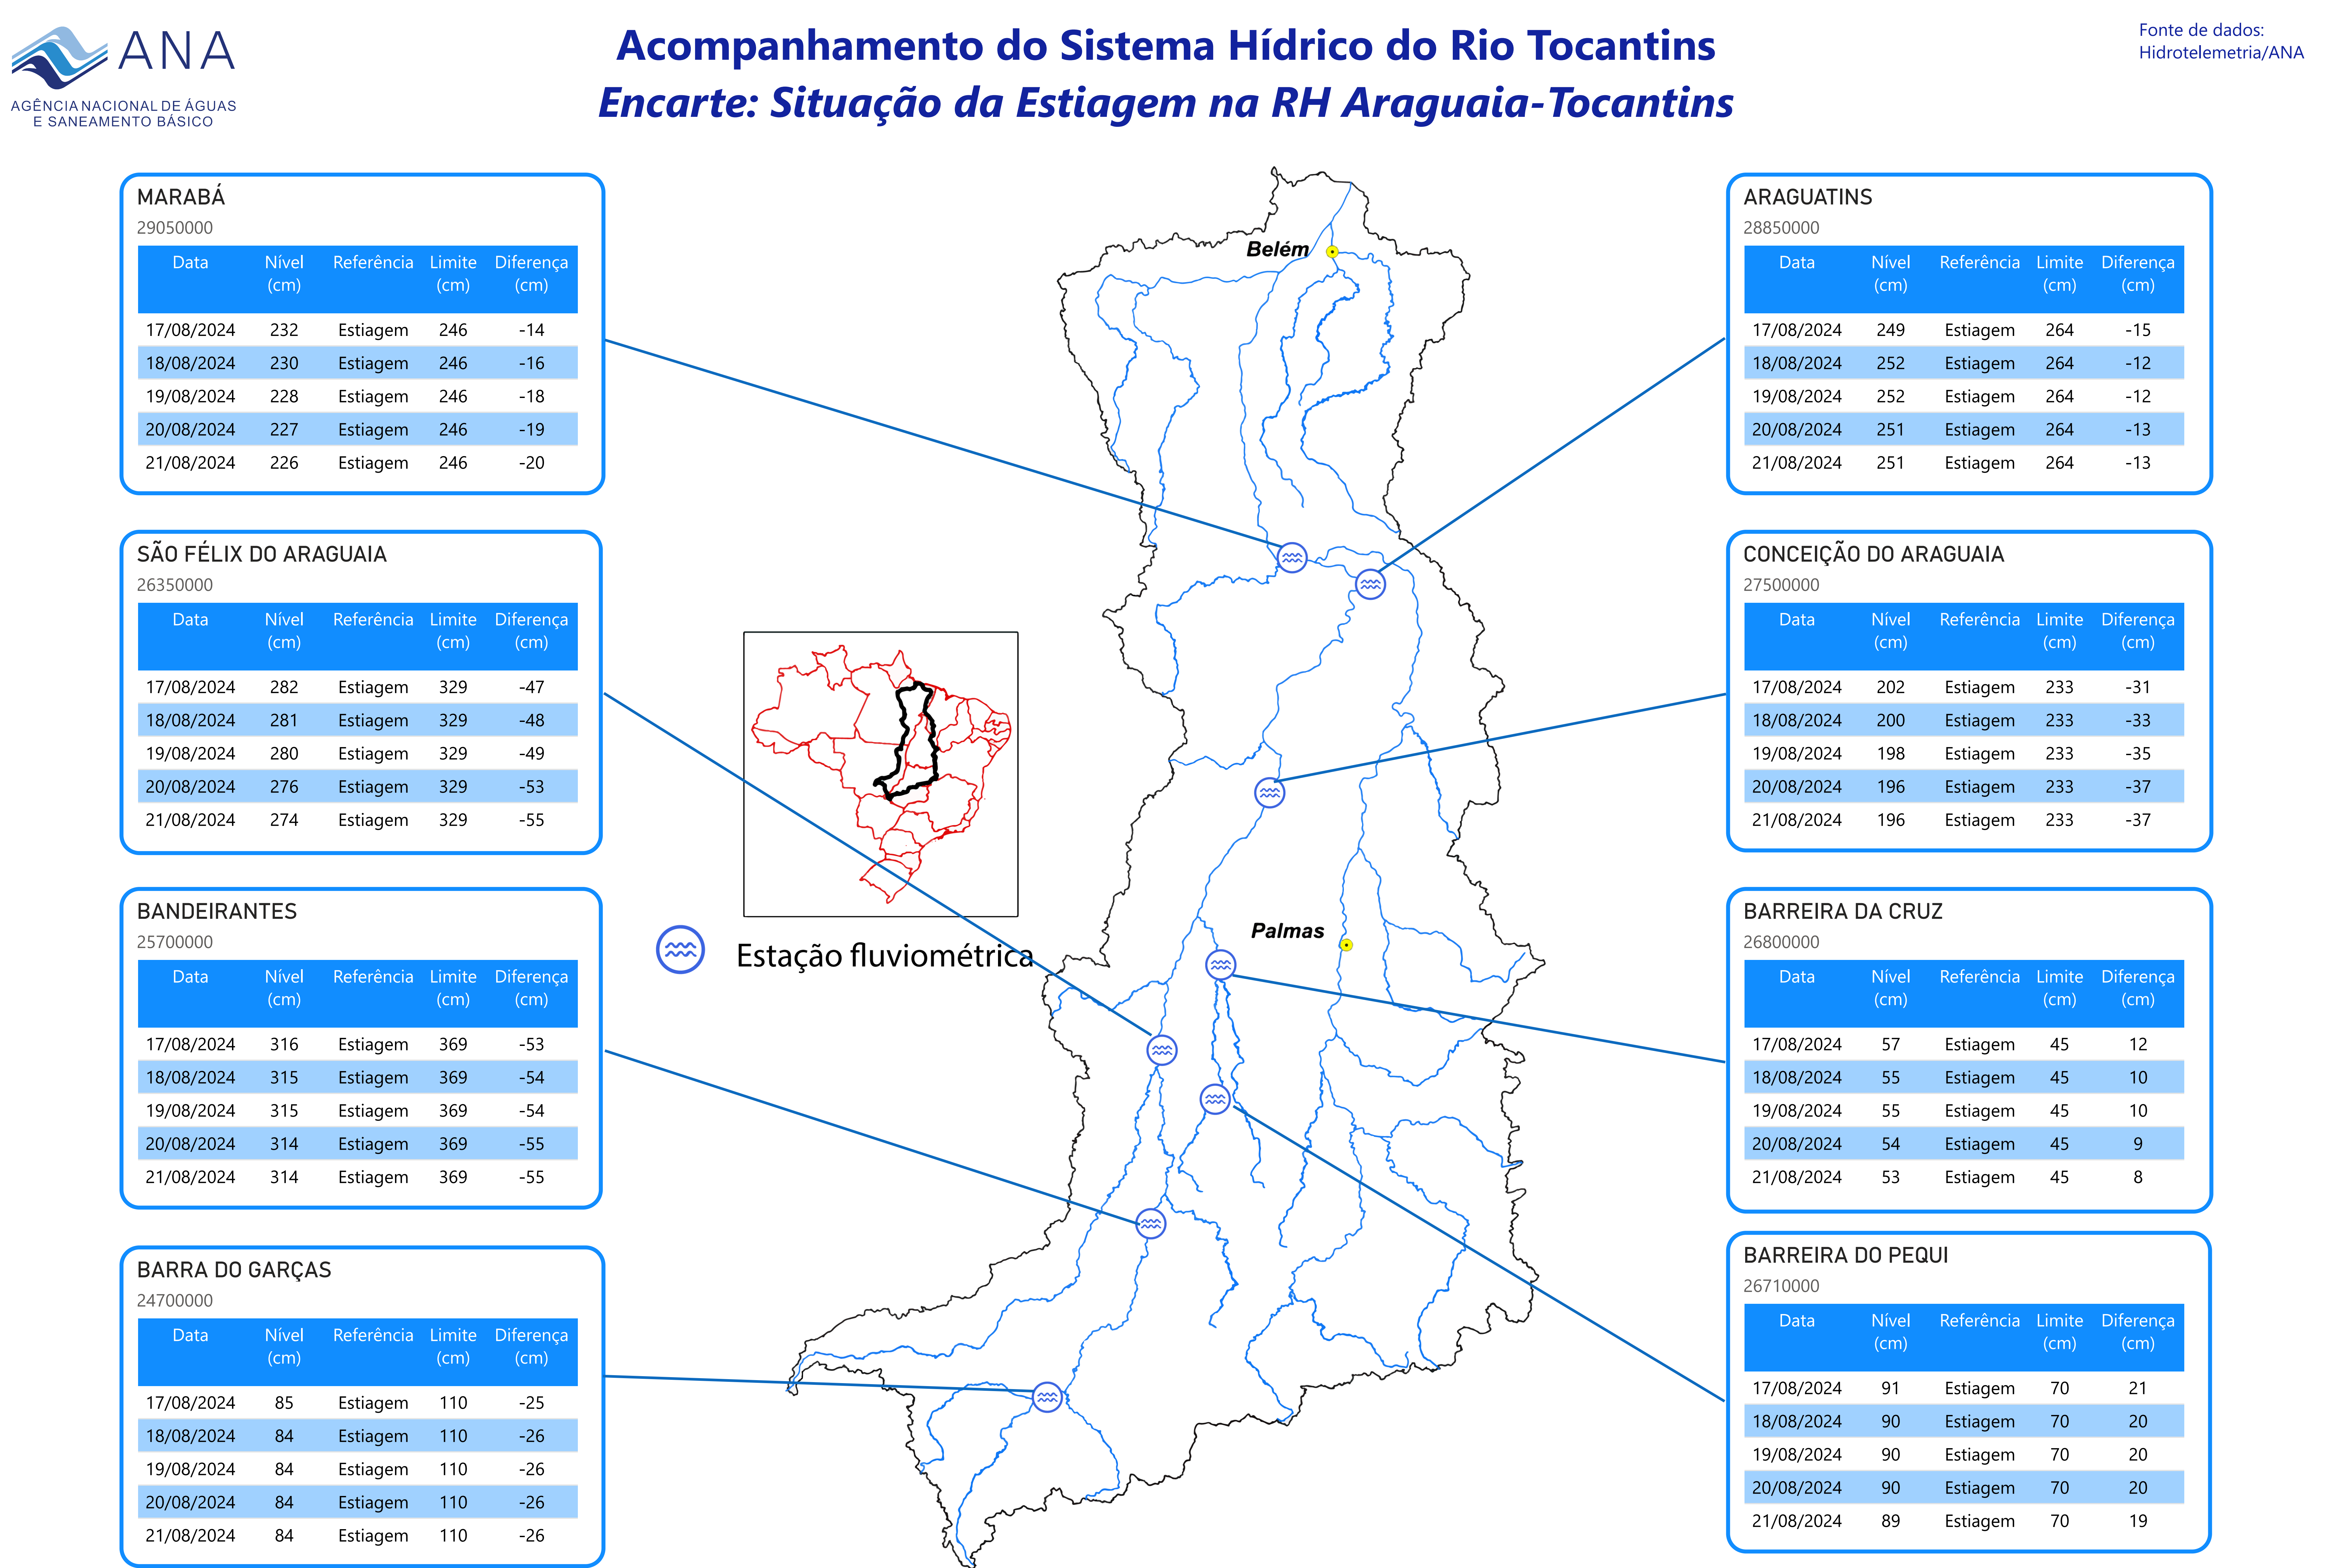 ANA
AGÊNCIA NACIONAL DE ÁGUAS
E SANEAMENTO BÁSICO
Acompanhamento do Sistema Hídrico do Rio Tocantins
Encarte: Situação da Estiagem na RH Araguaia-Tocantins
Fonte de dados:
Hidrotelemetria/ANA
MARABÁ
29050000
Data Nível (cm) Referência Limite (cm) Diferença (cm)
17/08/2024 232 Estiagem 246 -14
18/08/2024 230 Estiagem 246 -16
19/08/2024 228 Estiagem 246 -18
20/08/2024 227 Estiagem 246 -19
21/08/2024 226 Estiagem 246 -20
SÃO FÉLIX DO ARAGUAIA
26350000
Data Nível (cm) Referência Limite (cm) Diferença (cm)
17/08/2024 282 Estiagem 329 -47
18/08/2024 281 Estiagem 329 -48
19/08/2024 280 Estiagem 329 -49
20/08/2024 276 Estiagem 329 -53
21/08/2024 274 Estiagem 329 -55
BANDEIRANTES
25700000
Data Nível (cm) Referência Limite (cm) Diferença (cm)
17/08/2024 316 Estiagem 369 -53
18/08/2024 315 Estiagem 369 -54
19/08/2024 315 Estiagem 369 -54
20/08/2024 314 Estiagem 369 -55
21/08/2024 314 Estiagem 369 -55
BARRA DO GARÇAS
24700000
Data Nível (cm) Referência Limite (cm) Diferença (cm)
17/08/2024 85 Estiagem 110 -25
18/08/2024 84 Estiagem 110 -26
19/08/2024 84 Estiagem 110 -26
20/08/2024 84 Estiagem 110 -26
21/08/2024 84 Estiagem 110 -26
Belém
Palmas
Estação fluviométrica
ARAGUATINS
28850000
Data Nível (cm) Referência Limite (cm) Diferença (cm)
17/08/2024 249 Estiagem 264 -15
18/08/2024 252 Estiagem 264 -12
19/08/2024 252 Estiagem 264 -12
20/08/2024 251 Estiagem 264 -13
21/08/2024 251 Estiagem 264 -13
CONCEIÇÃO DO ARAGUAIA
27500000
Data Nível (cm) Referência Limite (cm) Diferença (cm)
17/08/2024 202 Estiagem 233 -31
18/08/2024 200 Estiagem 233 -33
19/08/2024 198 Estiagem 233 -35
20/08/2024 196 Estiagem 233 -37
21/08/2024 196 Estiagem 233 -37
BARREIRA DA CRUZ
26800000
Data Nível (cm) Referência Limite (cm) Diferença (cm)
17/08/2024 57 Estiagem 45 12
18/08/2024 55 Estiagem 45 10
19/08/2024 55 Estiagem 45 10
20/08/2024 54 Estiagem 45 9
21/08/2024 53 Estiagem 45 8
BARREIRA DO PEQUI
26710000
Data Nível (cm) Referência Limite (cm) Diferença (cm)
17/08/2024 91 Estiagem 70 21
18/08/2024 90 Estiagem 70 20
19/08/2024 90 Estiagem 70 20
20/08/2024 90 Estiagem 70 20
21/08/2024 89 Estiagem 70 19